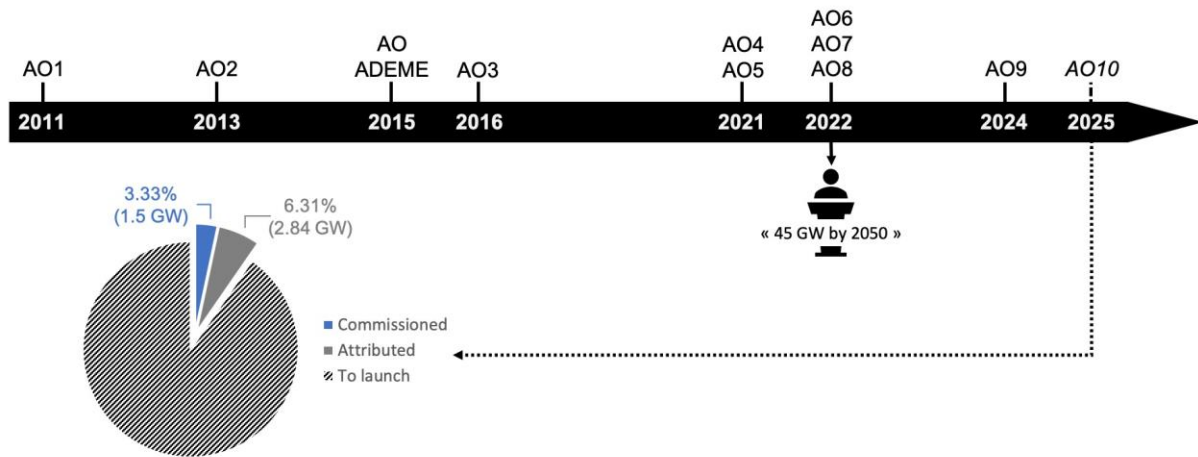 AO1
AO2
AO
ADEME
AO3
AO4
AO5
AO6
AO7
AO8
AO9
AO10
2011
2013
2015
2016
2021
2022
2024
2025
« 45 GW by 2050 »
3.33%
(1.5 GW)
6.31%
(2.84 GW)
Commissioned
Attributed
To launch